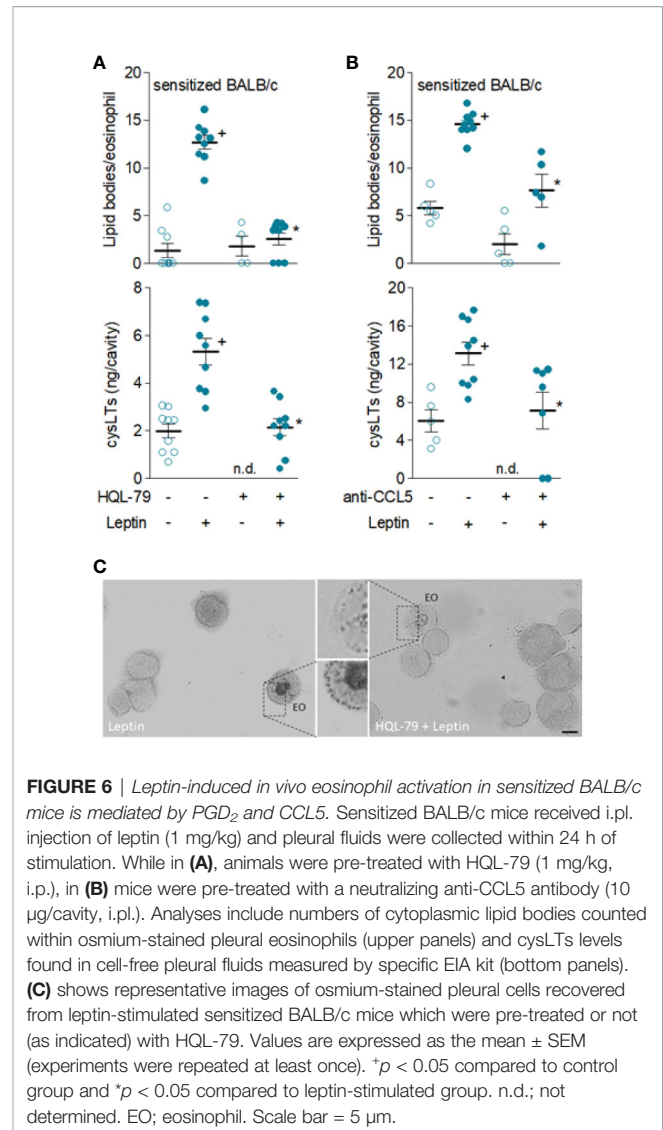 A
B
sensitized BALB/c
sensitized BALB/c
Lipid bodies/eosinophil
20
15
10
5
0
+
*
Lipid bodies/eosinophil
20
15
10
5
0
+
*
cysLTs (ng/cavity)
8
6
4
2
0
+
*
n.d.
cysLTs (ng/cavity)
20
16
12
8
4
0
+
*
n.d.
HQL-79 - - + +
Leptin - + - +
anti-CCL5 - - + +
Leptin - + - +
C
Leptin
EO
EO
HQL-79 + Leptin
FIGURE 6 | Leptin-induced in vivo eosinophil activation in sensitized BALB/c
mice is mediated by PGD₂ and CCL5. Sensitized BALB/c mice received i.pl.
injection of leptin (1 mg/kg) and pleural fluids were collected within 24 h of
stimulation. While in (A), animals were pre-treated with HQL-79 (1 mg/kg,
i.p.), in (B) mice were pre-treated with a neutralizing anti-CCL5 antibody (10
µg/cavity, i.pl.). Analyses include numbers of cytoplasmic lipid bodies counted
within osmium-stained pleural eosinophils (upper panels) and cysLTs levels
found in cell-free pleural fluids measured by specific EIA kit (bottom panels).
(C) shows representative images of osmium-stained pleural cells recovered
from leptin-stimulated sensitized BALB/c mice which were pre-treated or not
(as indicated) with HQL-79. Values are expressed as the mean ± SEM
(experiments were repeated at least once). ⁺p < 0.05 compared to control
group and *p < 0.05 compared to leptin-stimulated group. n.d.; not
determined. EO; eosinophil. Scale bar = 5 µm.